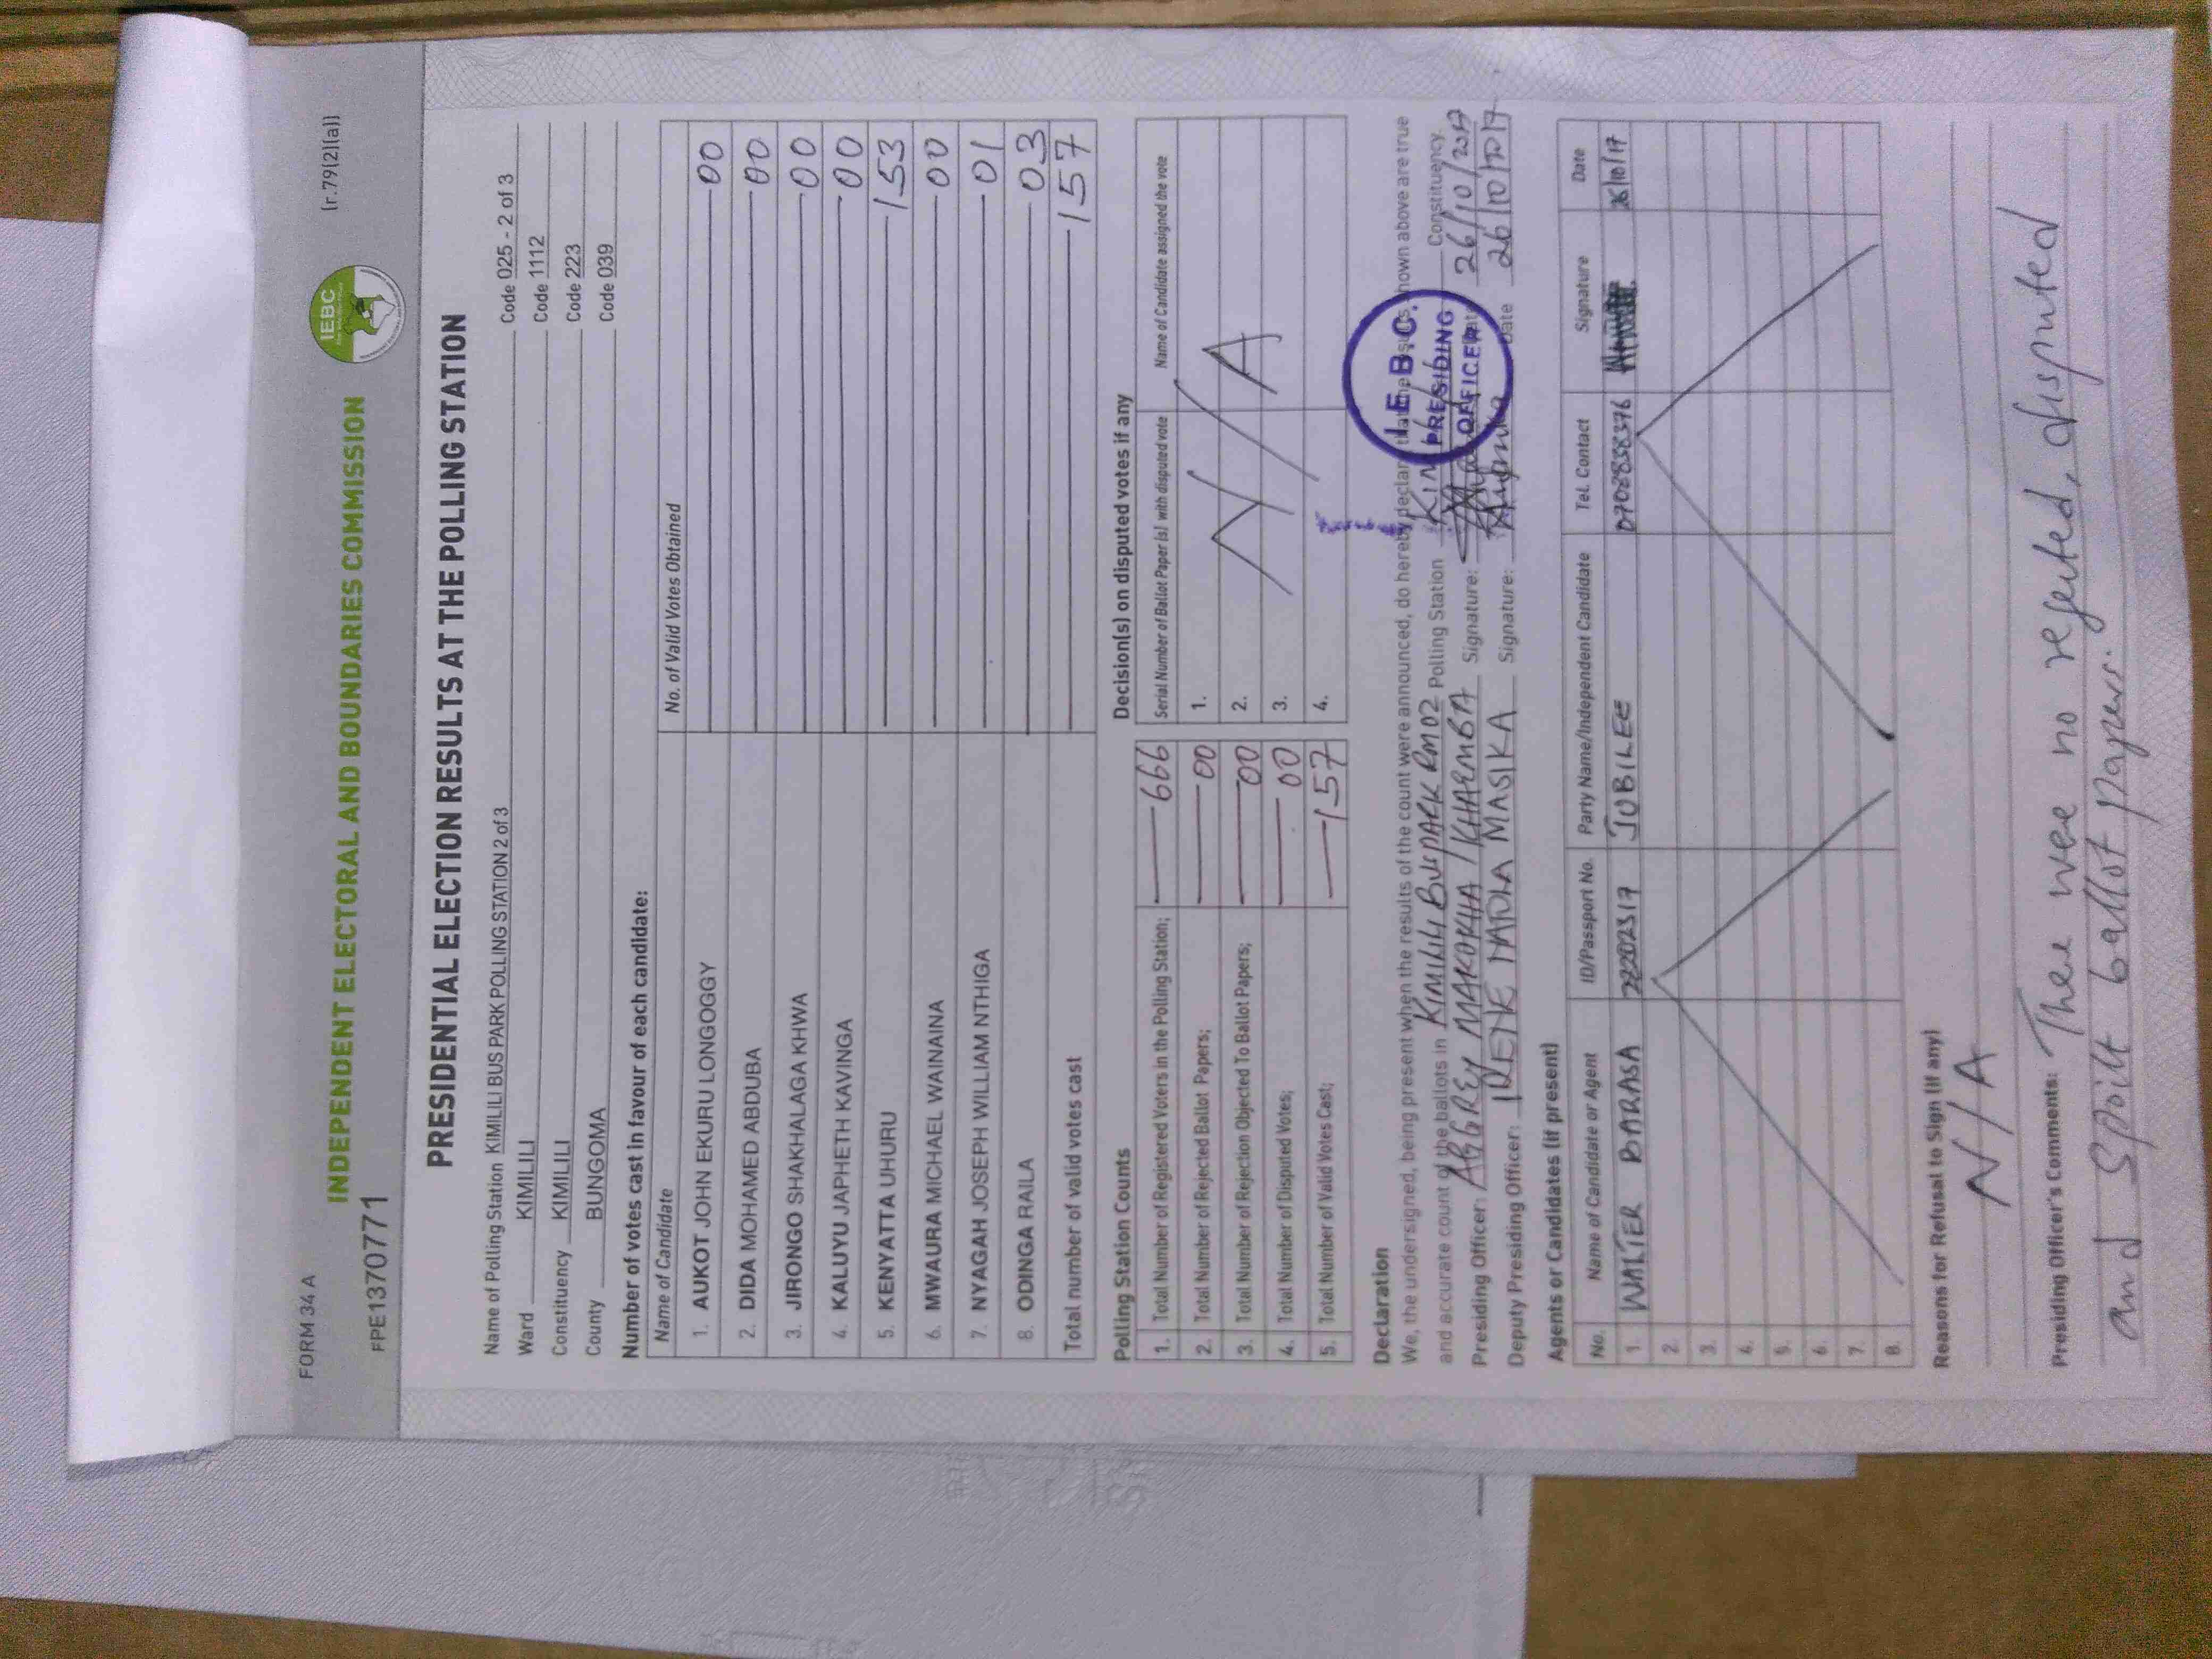 FORM 34 A
(r.79(2)(a))
IEBC
INDEPENDENT ELECTORAL AND BOUNDARIES COMMISSION
FPE1370771
PRESIDENTIAL ELECTION RESULTS AT THE POLLING STATION
Name of Polling Station KIMILILI BUS PARK POLLING STATION 2 of 3 Code 025 - 2 of 3
Ward KIMILILI Code 1112
Constituency KIMILILI Code 223
County BUNGOMA Code 039
Number of votes cast in favour of each candidate:
Name of Candidate No. of Valid Votes Obtained
1. AUKOT JOHN EKURU LONGOGGY 00
2. DIDA MOHAMED ABDUBA 00
3. JIRONGO SHAKHALAGA KHWA 00
4. KALUYU JAPHETH KAVINGA 00
5. KENYATTA UHURU 153
6. MWAURA MICHAEL WAINAINA 00
7. NYAGAH JOSEPH WILLIAM NTHIGA 01
8. ODINGA RAILA 03
Total number of valid votes cast 157
Polling Station Counts
1. Total Number of Registered Voters in the Polling Station; 666
2. Total Number of Rejected Ballot Papers; 00
3. Total Number of Rejection Objected To Ballot Papers; 00
4. Total Number of Disputed Votes; 00
5. Total Number of Valid Votes Cast; 157
Decision(s) on disputed votes if any
Serial Number of Ballot Paper (s) with disputed vote Name of Candidate assigned the vote
1.
2.
3.
4.
N/A
Declaration
We, the undersigned, being present when the results of the count were announced, do hereby declare that the results shown above are true
and accurate count of the ballots in KIMILILI BUSPARK RM02 Polling Station Constituency.
Presiding Officer: AGGREY MAKOKHA KHAEMBA Signature: Date 26/10/2017
Deputy Presiding Officer: MASIKA Signature: Date 26/10/2017
I.E.B.C.
PRESIDING
OFFICER
Agents or Candidates (if present)
No. Name of Candidate or Agent ID/Passport No. Party Name/Independent Candidate Tel. Contact Signature Date
1. WALTER BARASA 22202317 JUBILEE 0702858376 26/10/17
2.
3.
4.
5.
6.
7.
8.
Reasons for Refusal to Sign (if any)
N/A
Presiding Officer's Comments: There were no rejected, disputed
and spoilt ballot papers.